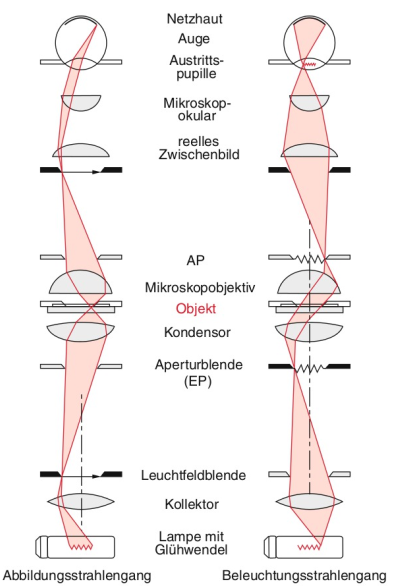 Netzhaut
Auge
Austritts-
pupille
Mikroskop-
okular
reelles
Zwischenbild
AP
Mikroskopobjektiv
Objekt
Kondensor
Aperturblende
(EP)
Leuchtfeldblende
Kollektor
Lampe mit
Glühwendel
Abbildungsstrahlengang
Beleuchtungsstrahlengang